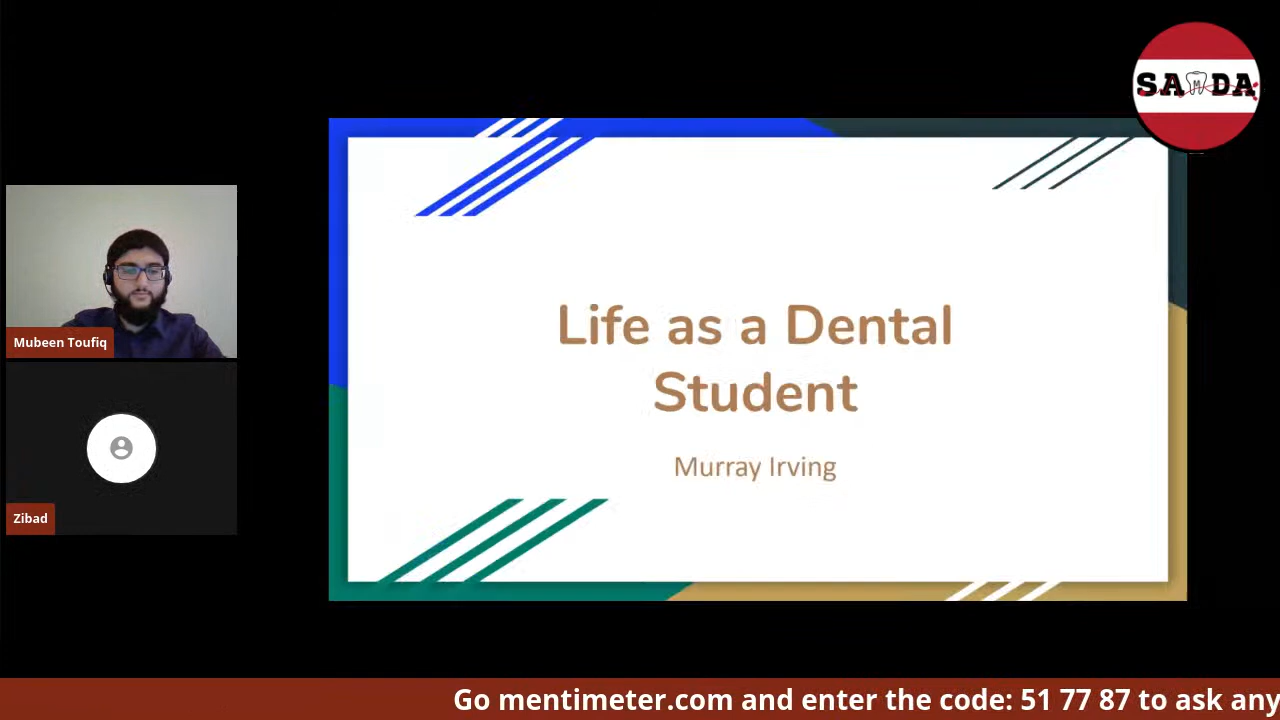 SAMDA
Life as a Dental
Student
Murray Irving
Mubeen Toufiq
Zibad
Go mentimeter.com and enter the code: 51 77 87 to ask any